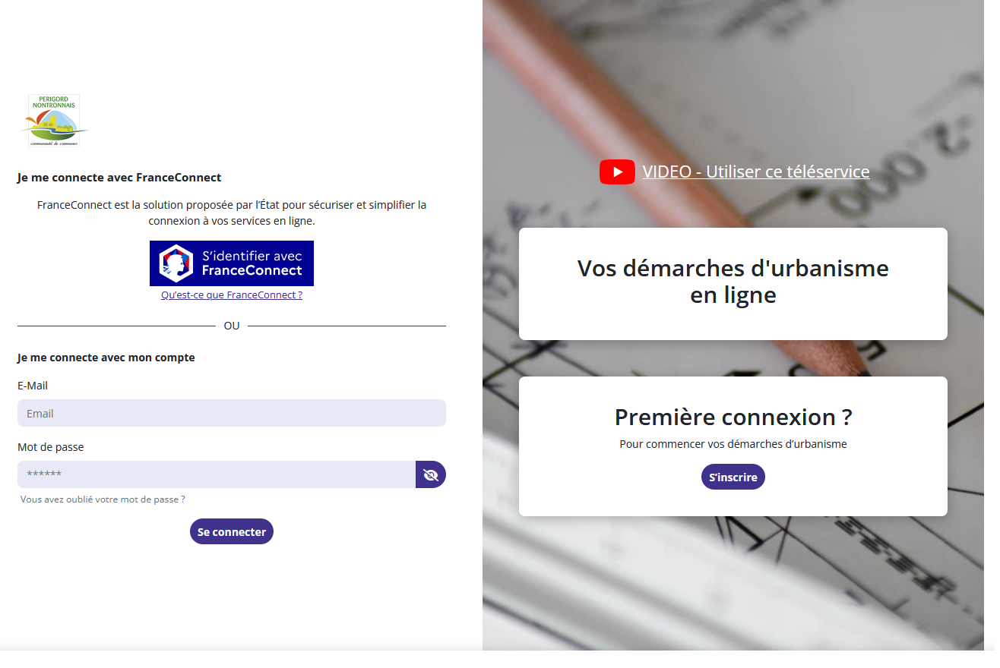 PERIGORD
NONTRONNAIS
communauté de communes
Je me connecte avec FranceConnect
FranceConnect est la solution proposée par l’État pour sécuriser et simplifier la
connexion à vos services en ligne.
S’identifier avec
FranceConnect
Qu’est-ce que FranceConnect ?
OU
Je me connecte avec mon compte
E-Mail
Email
Mot de passe
******
Vous avez oublié votre mot de passe ?
Se connecter
VIDEO - Utiliser ce téléservice
Vos démarches d'urbanisme
en ligne
Première connexion ?
Pour commencer vos démarches d’urbanisme
S’inscrire